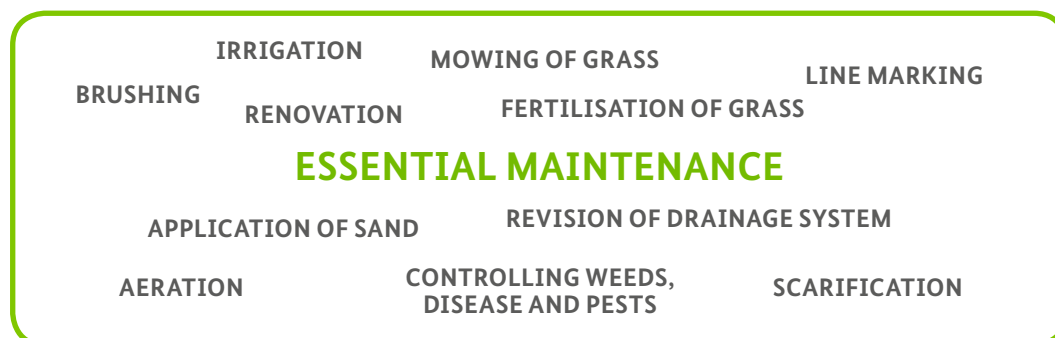 IRRIGATION
MOWING OF GRASS
LINE MARKING
BRUSHING
RENOVATION
FERTILISATION OF GRASS
ESSENTIAL MAINTENANCE
APPLICATION OF SAND
REVISION OF DRAINAGE SYSTEM
AERATION
CONTROLLING WEEDS,
DISEASE AND PESTS
SCARIFICATION